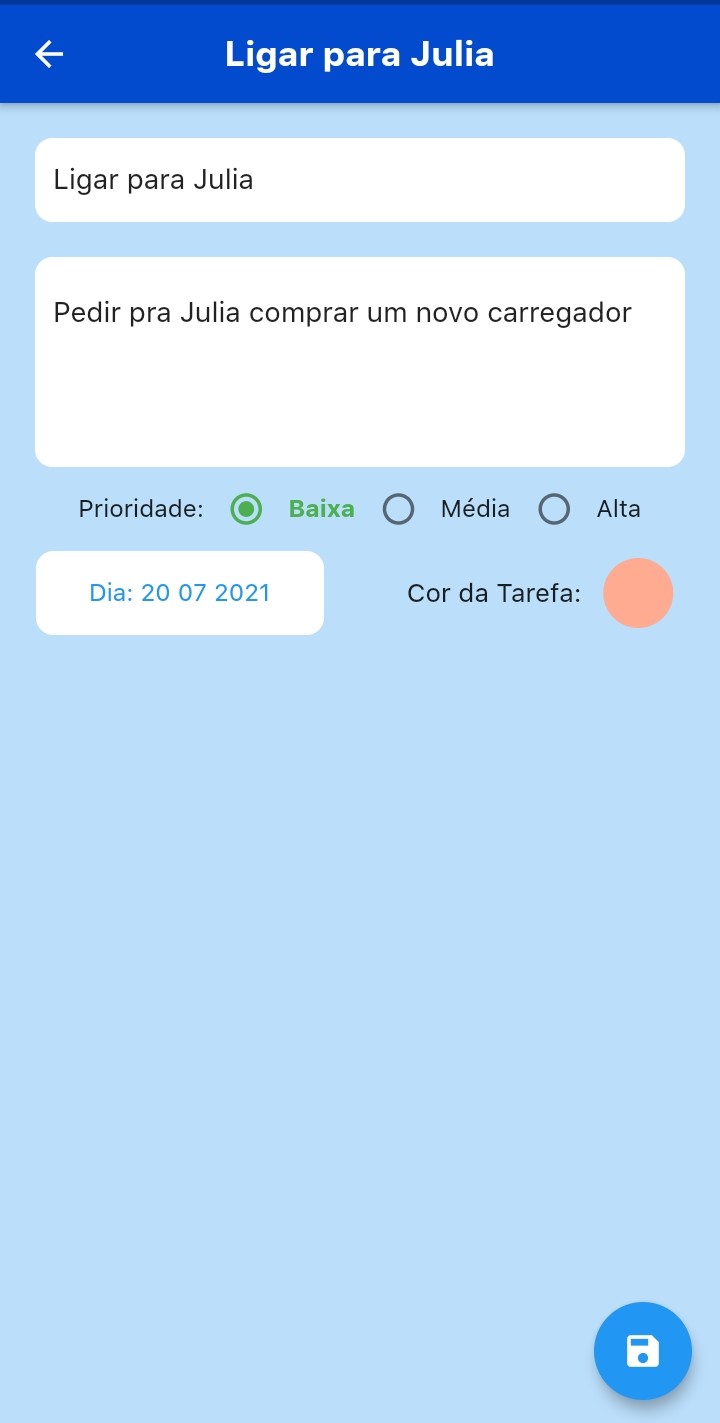 Ligar para Julia
Ligar para Julia
Pedir pra Julia comprar um novo carregador
Prioridade: Baixa Média Alta
Dia: 20 07 2021 Cor da Tarefa: